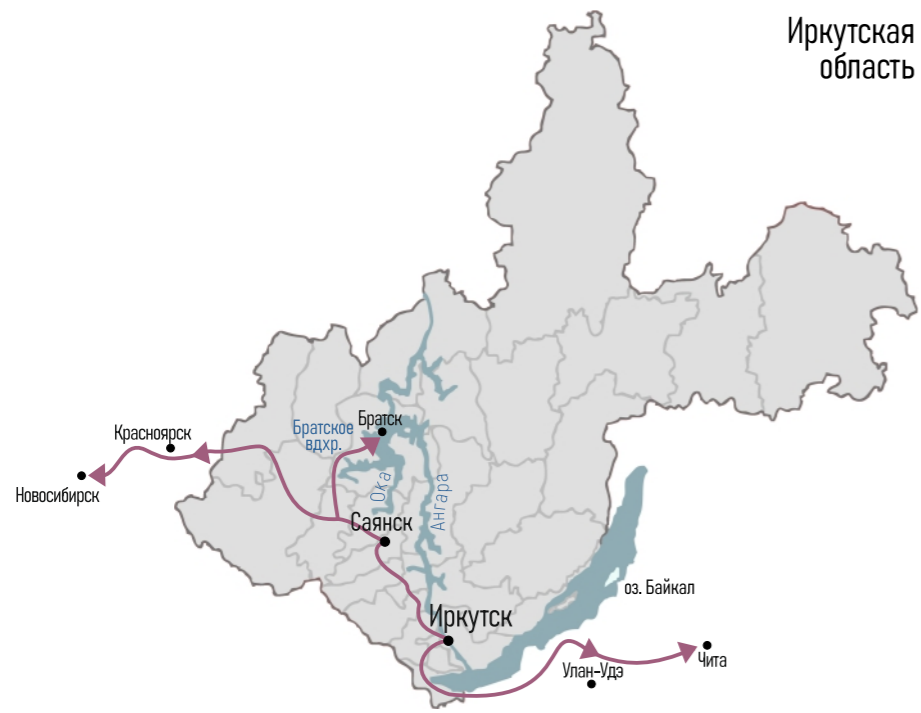 Иркутская
область
Братск
Братское
вдхр.
Красноярск
Новосибирск
Ока
Ангара
Саянск
оз. Байкал
Иркутск
Чита
Улан-Удэ